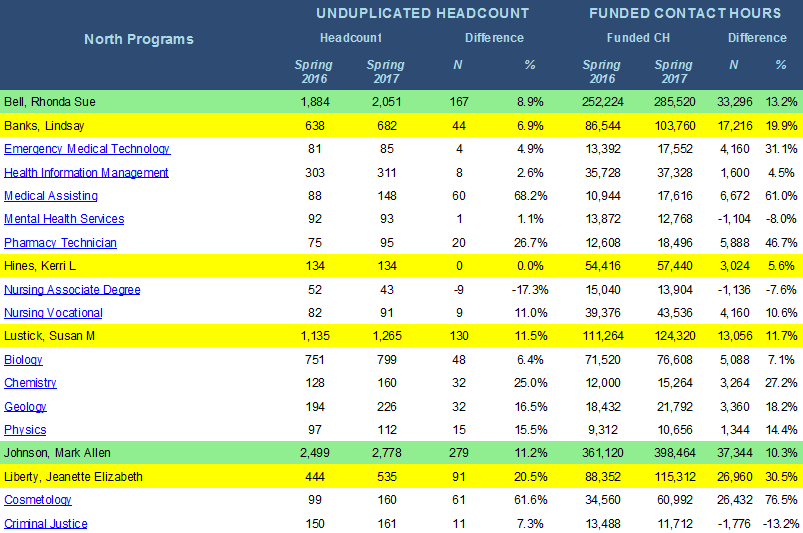 UNDUPLICATED HEADCOUNT FUNDED CONTACT HOURS
North Programs Headcount Difference Funded CH Difference
Spring 2016 Spring 2017 N % Spring 2016 Spring 2017 N %
Bell, Rhonda Sue 1,884 2,051 167 8.9% 252,224 285,520 33,296 13.2%
Banks, Lindsay 638 682 44 6.9% 86,544 103,760 17,216 19.9%
Emergency Medical Technology 81 85 4 4.9% 13,392 17,552 4,160 31.1%
Health Information Management 303 311 8 2.6% 35,728 37,328 1,600 4.5%
Medical Assisting 88 148 60 68.2% 10,944 17,616 6,672 61.0%
Mental Health Services 92 93 1 1.1% 13,872 12,768 -1,104 -8.0%
Pharmacy Technician 75 95 20 26.7% 12,608 18,496 5,888 46.7%
Hines, Kerri L 134 134 0 0.0% 54,416 57,440 3,024 5.6%
Nursing Associate Degree 52 43 -9 -17.3% 15,040 13,904 -1,136 -7.6%
Nursing Vocational 82 91 9 11.0% 39,376 43,536 4,160 10.6%
Lustick, Susan M 1,135 1,265 130 11.5% 111,264 124,320 13,056 11.7%
Biology 751 799 48 6.4% 71,520 76,608 5,088 7.1%
Chemistry 128 160 32 25.0% 12,000 15,264 3,264 27.2%
Geology 194 226 32 16.5% 18,432 21,792 3,360 18.2%
Physics 97 112 15 15.5% 9,312 10,656 1,344 14.4%
Johnson, Mark Allen 2,499 2,778 279 11.2% 361,120 398,464 37,344 10.3%
Liberty, Jeanette Elizabeth 444 535 91 20.5% 88,352 115,312 26,960 30.5%
Cosmetology 99 160 61 61.6% 34,560 60,992 26,432 76.5%
Criminal Justice 150 161 11 7.3% 13,488 11,712 -1,776 -13.2%